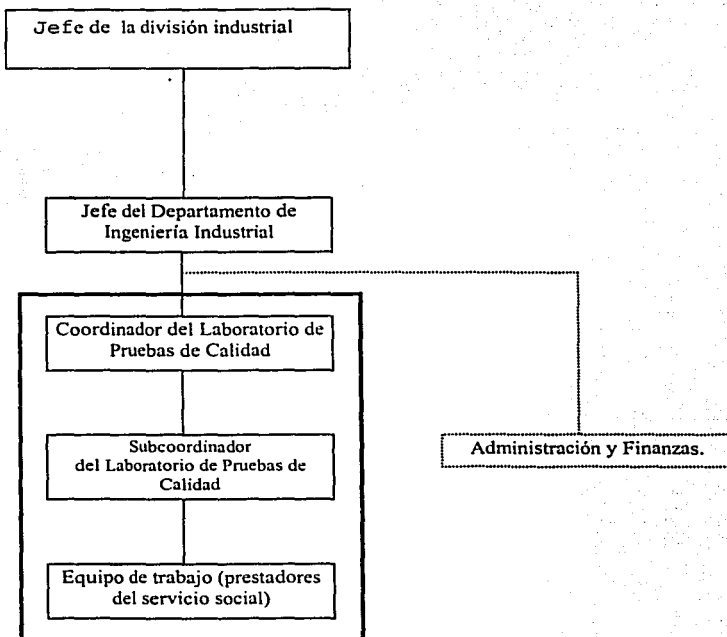 Jefe de la división industrial
Jefe del Departamento de
Ingeniería Industrial
Coordinador del Laboratorio de
Pruebas de Calidad
Subcoordinador
del Laboratorio de Pruebas de
Calidad
Administración y Finanzas.
Equipo de trabajo (prestadores
del servicio social)